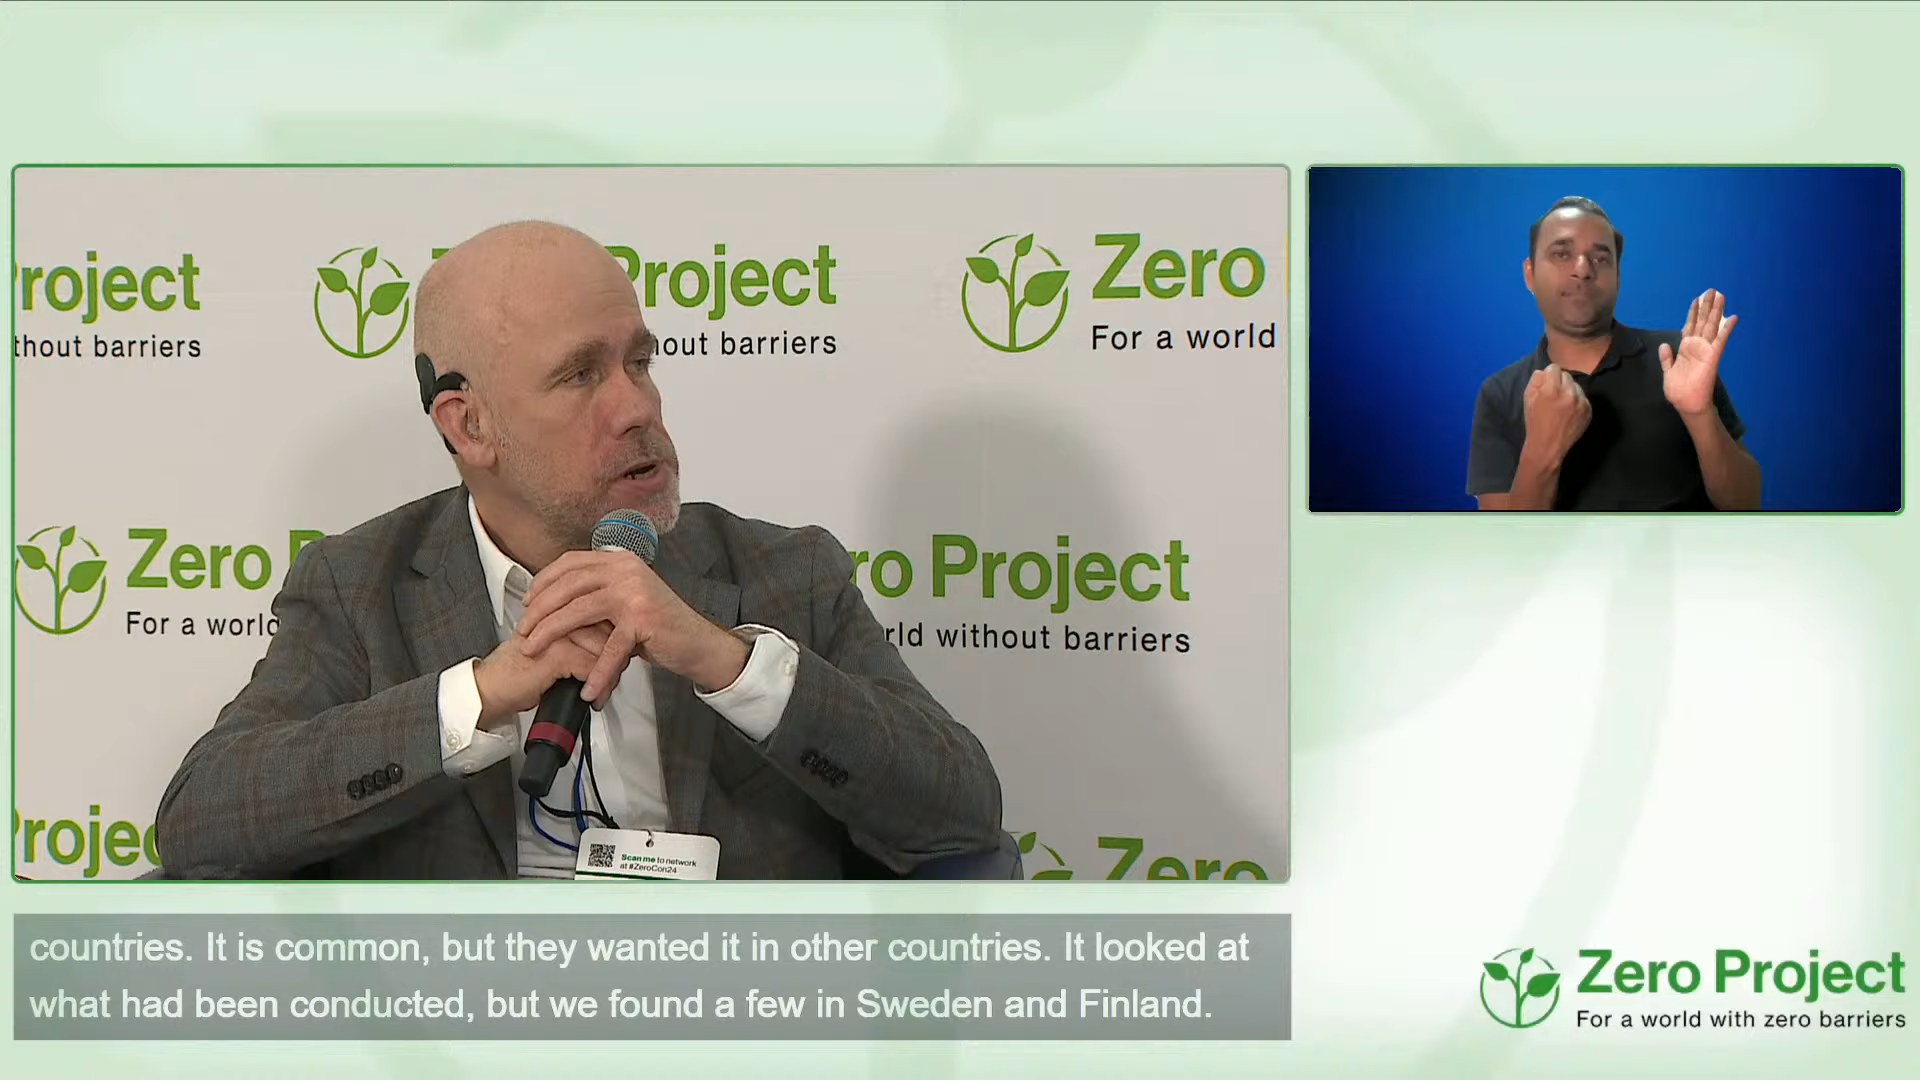 roject
thout barriers
Project
hout barriers
Zero
For a world
Zero P
For a world
ro Project
rld without barriers
Projec
Zero
Scan me to network
at #ZeroCon24
countries. It is common, but they wanted it in other countries. It looked at
what had been conducted, but we found a few in Sweden and Finland.
Zero Project
For a world with zero barriers